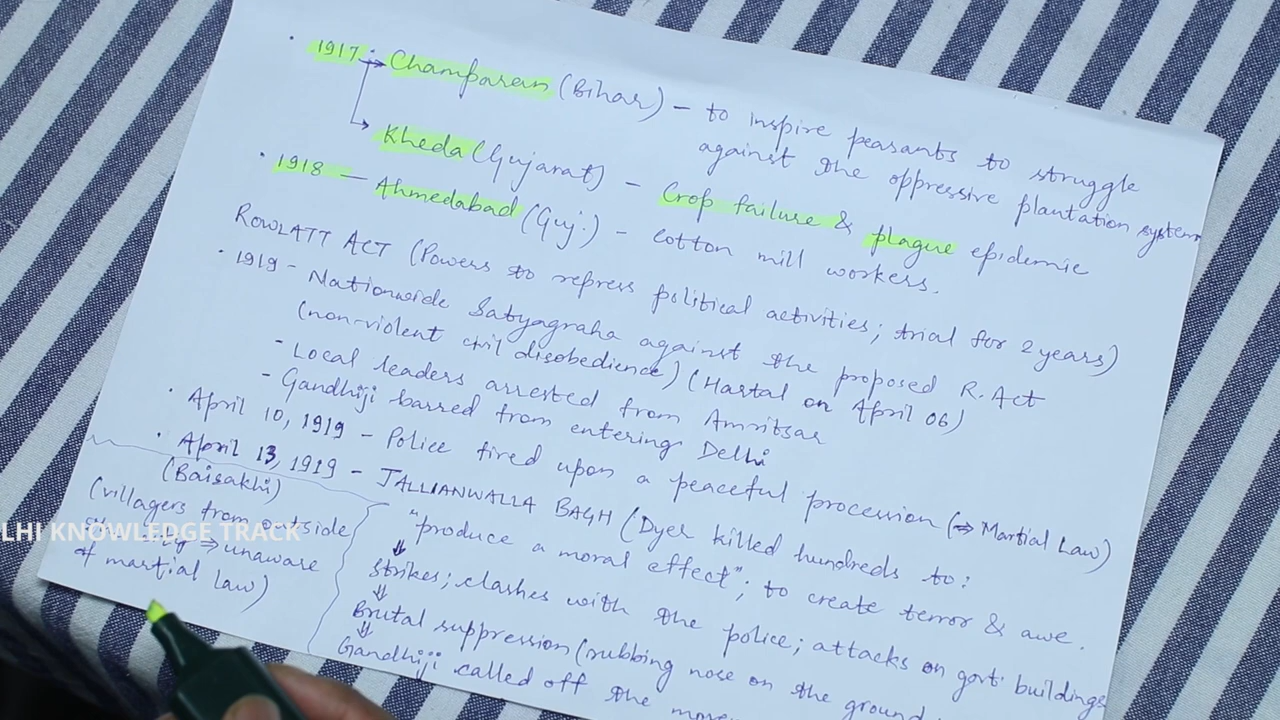 • 1917 : → Champaran (Bihar) – to inspire peasants to struggle
against the oppressive plantation system
→ Kheda (Gujarat) – Crop failure & plague epidemic
• 1918 — Ahmedabad (Guj.) – Cotton mill workers.
ROWLATT ACT (Powers to repress political activities; trial for 2 years)
• 1919 – Nationwide Satyagraha against the proposed R. Act
(non-violent civil disobedience) (Hartal on April 06)
- Local leaders arrested from Amritsar
- Gandhiji barred from entering Delhi
• April 10, 1919 – Police fired upon a peaceful procession (⇒ Martial Law)
• April 13, 1919 – JALLIANWALLA BAGH (Dyer killed hundreds to:
(Baisakhi)
(villagers from outside
⇒ unaware
of martial law)
"produce a moral effect"; to create terror & awe.
⇓
strikes; clashes with the police; attacks on govt. buildings
⇓
Brutal suppression (rubbing nose on the ground
⇓
Gandhiji called off the
LHI KNOWLEDGE TRACK